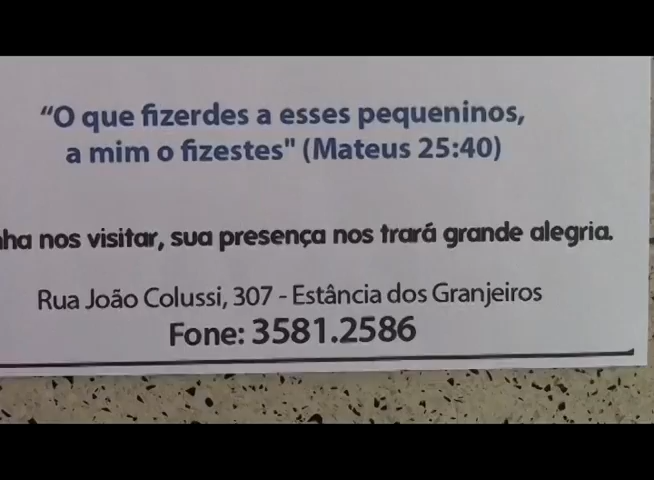 “O que fizerdes a esses pequeninos,
a mim o fizestes" (Mateus 25:40)
nos visitar, sua presença nos trará grande alegria.
Rua João Colussi, 307 - Estância dos Granjeiros
Fone: 3581.2586